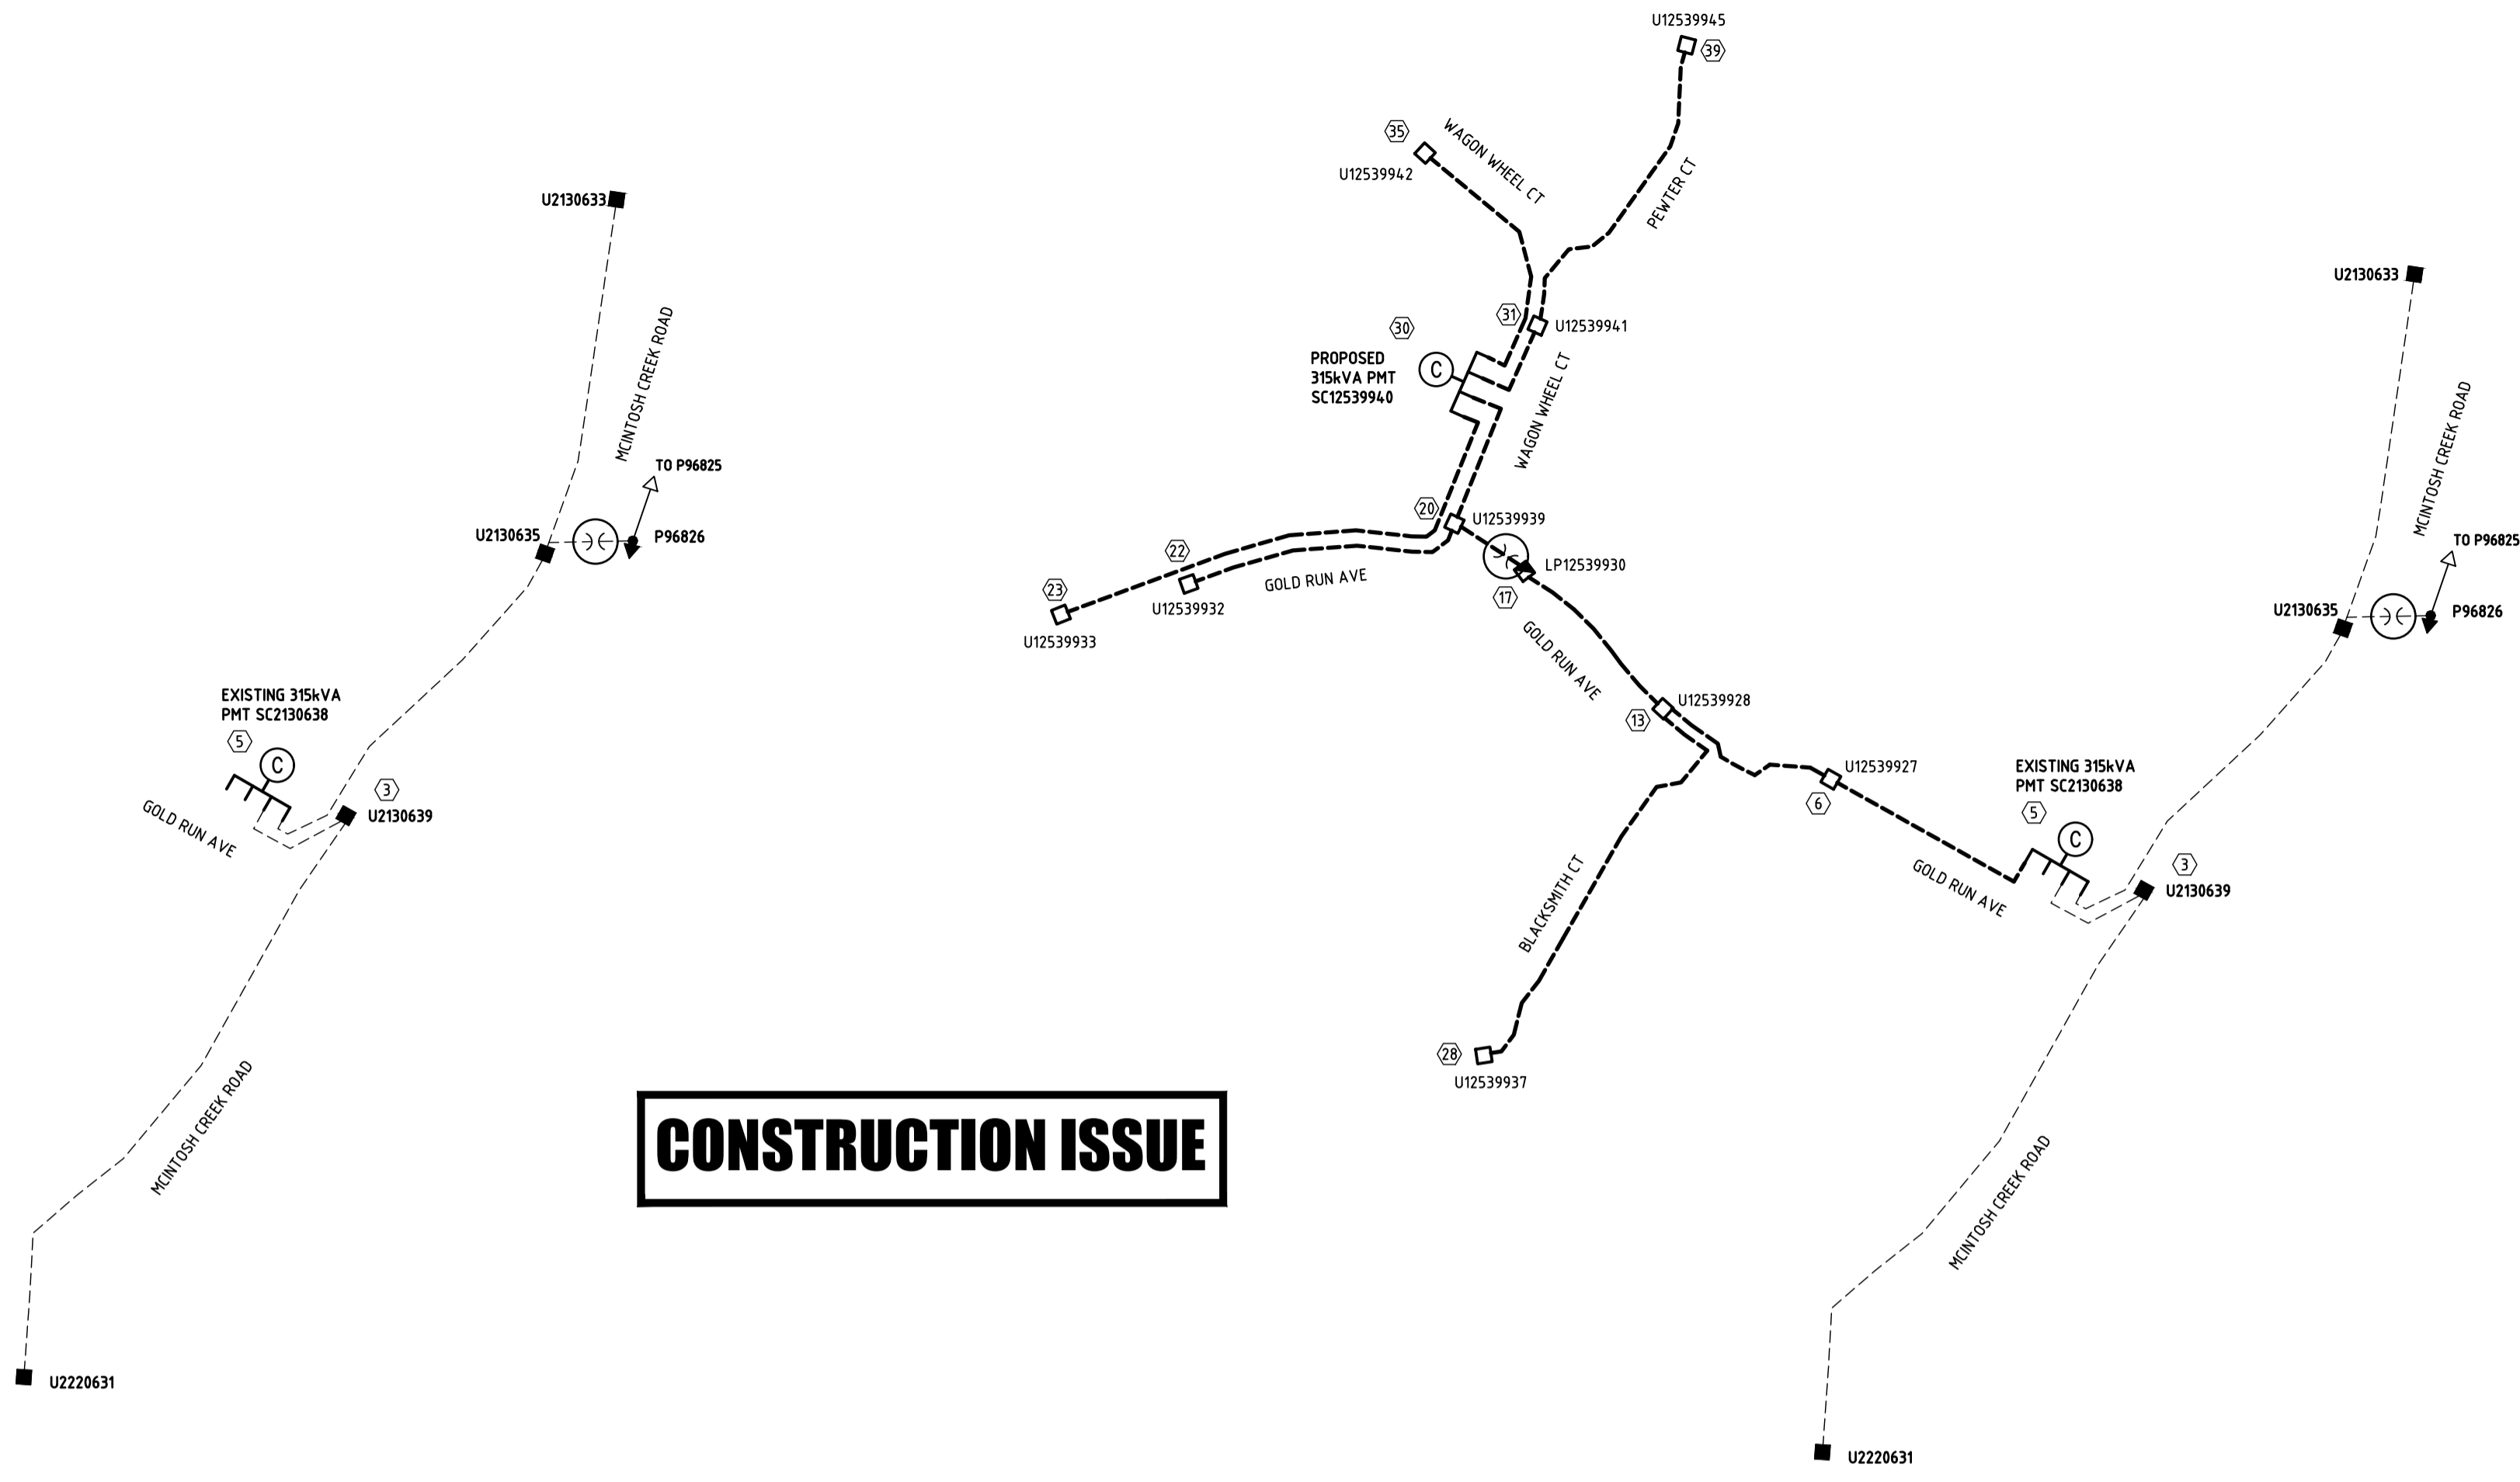 U2130633
MCINTOSH CREEK ROAD
TO P96825
U2130635
P96826
EXISTING 315kVA
PMT SC2130638
5
C
GOLD RUN AVE
3
U2130639
MCINTOSH CREEK ROAD
U2220631
CONSTRUCTION ISSUE
U12539945
39
35
WAGON WHEEL CT
U12539942
PEWTER CT
31
30
U12539941
PROPOSED
315kVA PMT
SC12539940
C
WAGON WHEEL CT
20
U12539939
22
LP12539930
17
GOLD RUN AVE
23
U12539932
U12539933
GOLD RUN AVE
U12539928
13
U12539927
6
BLACKSMITH CT
28
U12539937
U2130633
MCINTOSH CREEK ROAD
TO P96825
U2130635
P96826
EXISTING 315kVA
PMT SC2130638
5
C
GOLD RUN AVE
3
U2130639
MCINTOSH CREEK ROAD
U2220631